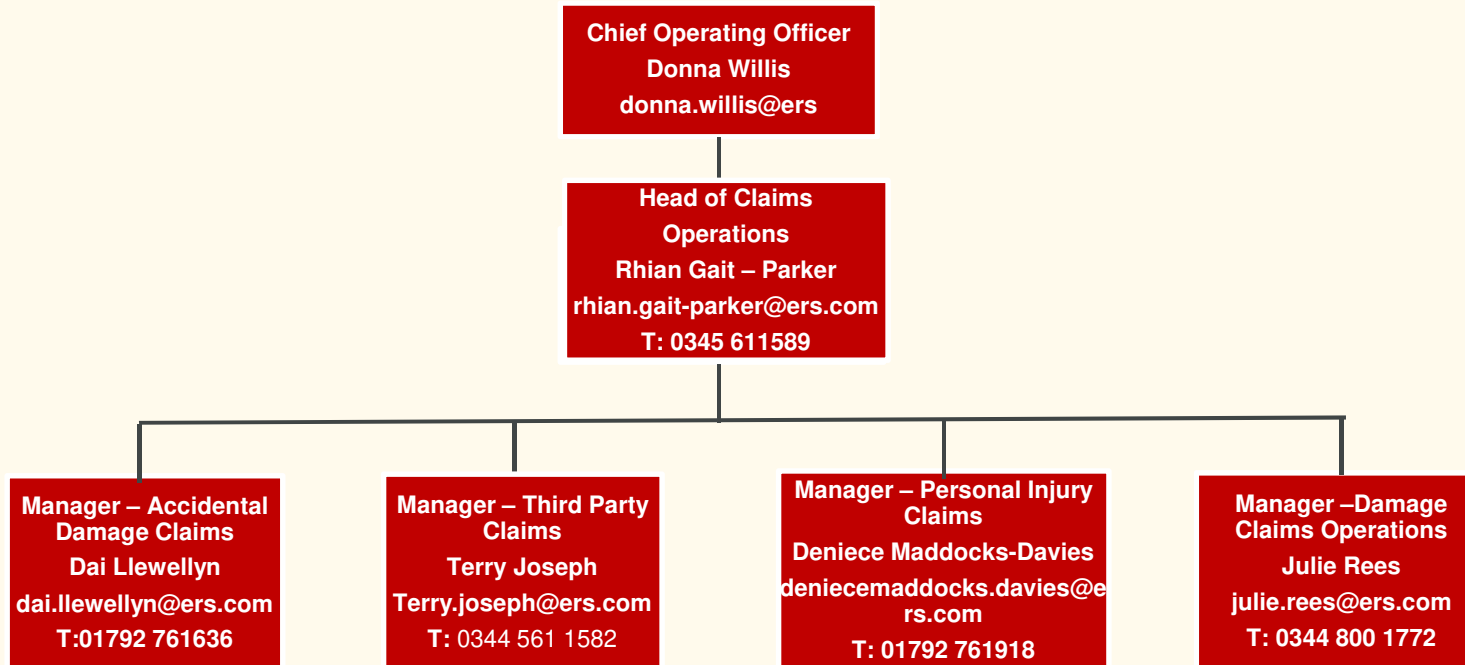 Chief Operating Officer
Donna Willis
donna.willis@ers
Head of Claims
Operations
Rhian Gait – Parker
rhian.gait-parker@ers.com
T: 0345 611589
Manager – Accidental
Damage Claims
Dai Llewellyn
dai.llewellyn@ers.com
T:01792 761636
Manager – Third Party
Claims
Terry Joseph
Terry.joseph@ers.com
T: 0344 561 1582
Manager – Personal Injury
Claims
Deniece Maddocks-Davies
deniecemaddocks.davies@e
rs.com
T: 01792 761918
Manager –Damage
Claims Operations
Julie Rees
julie.rees@ers.com
T: 0344 800 1772